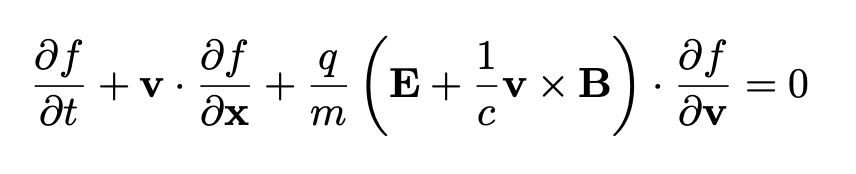 ∂f/∂t + 𝐯 · ∂f/∂𝐱 + q/m (𝐄 + 1/c 𝐯 × 𝐁) · ∂f/∂𝐯 = 0